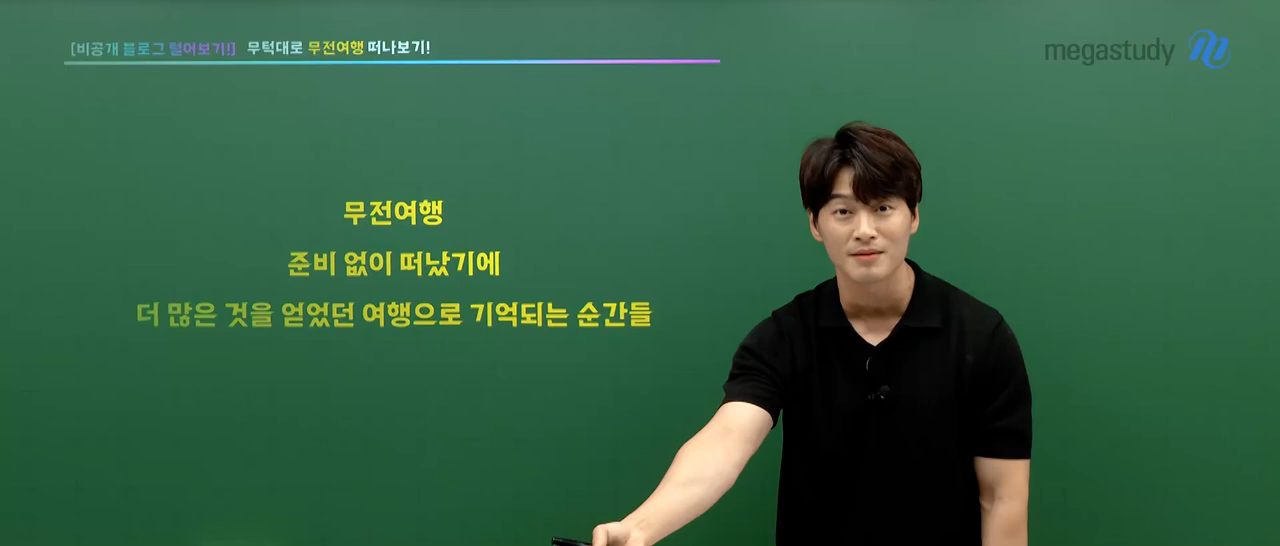 [비공개 블로그 털어보기!] 무턱대로 무전여행 떠나보기!
megastudy
무전여행
준비 없이 떠났기에
더 많은 것을 얻었던 여행으로 기억되는 순간들